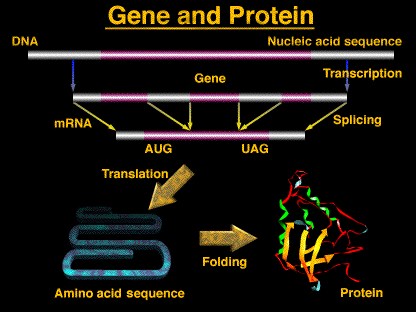 Gene and Protein
DNA
Nucleic acid sequence
Transcription
Gene
mRNA
Splicing
AUG
UAG
Translation
Folding
Amino acid sequence
Protein